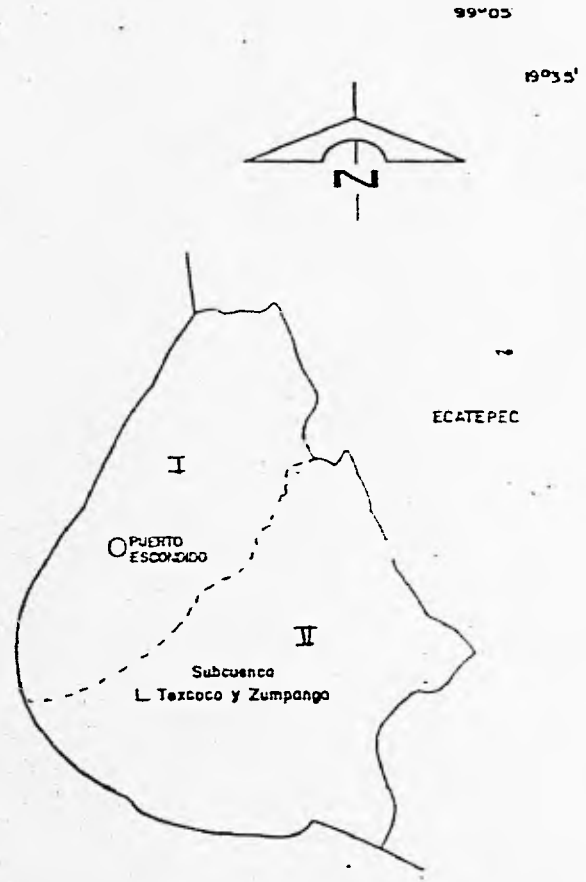 99°05'
19°35'
N
ECATEPEC
I
PUERTO
ESCONDIDO
II
Subcuenca
L Texcoco y Zumpango